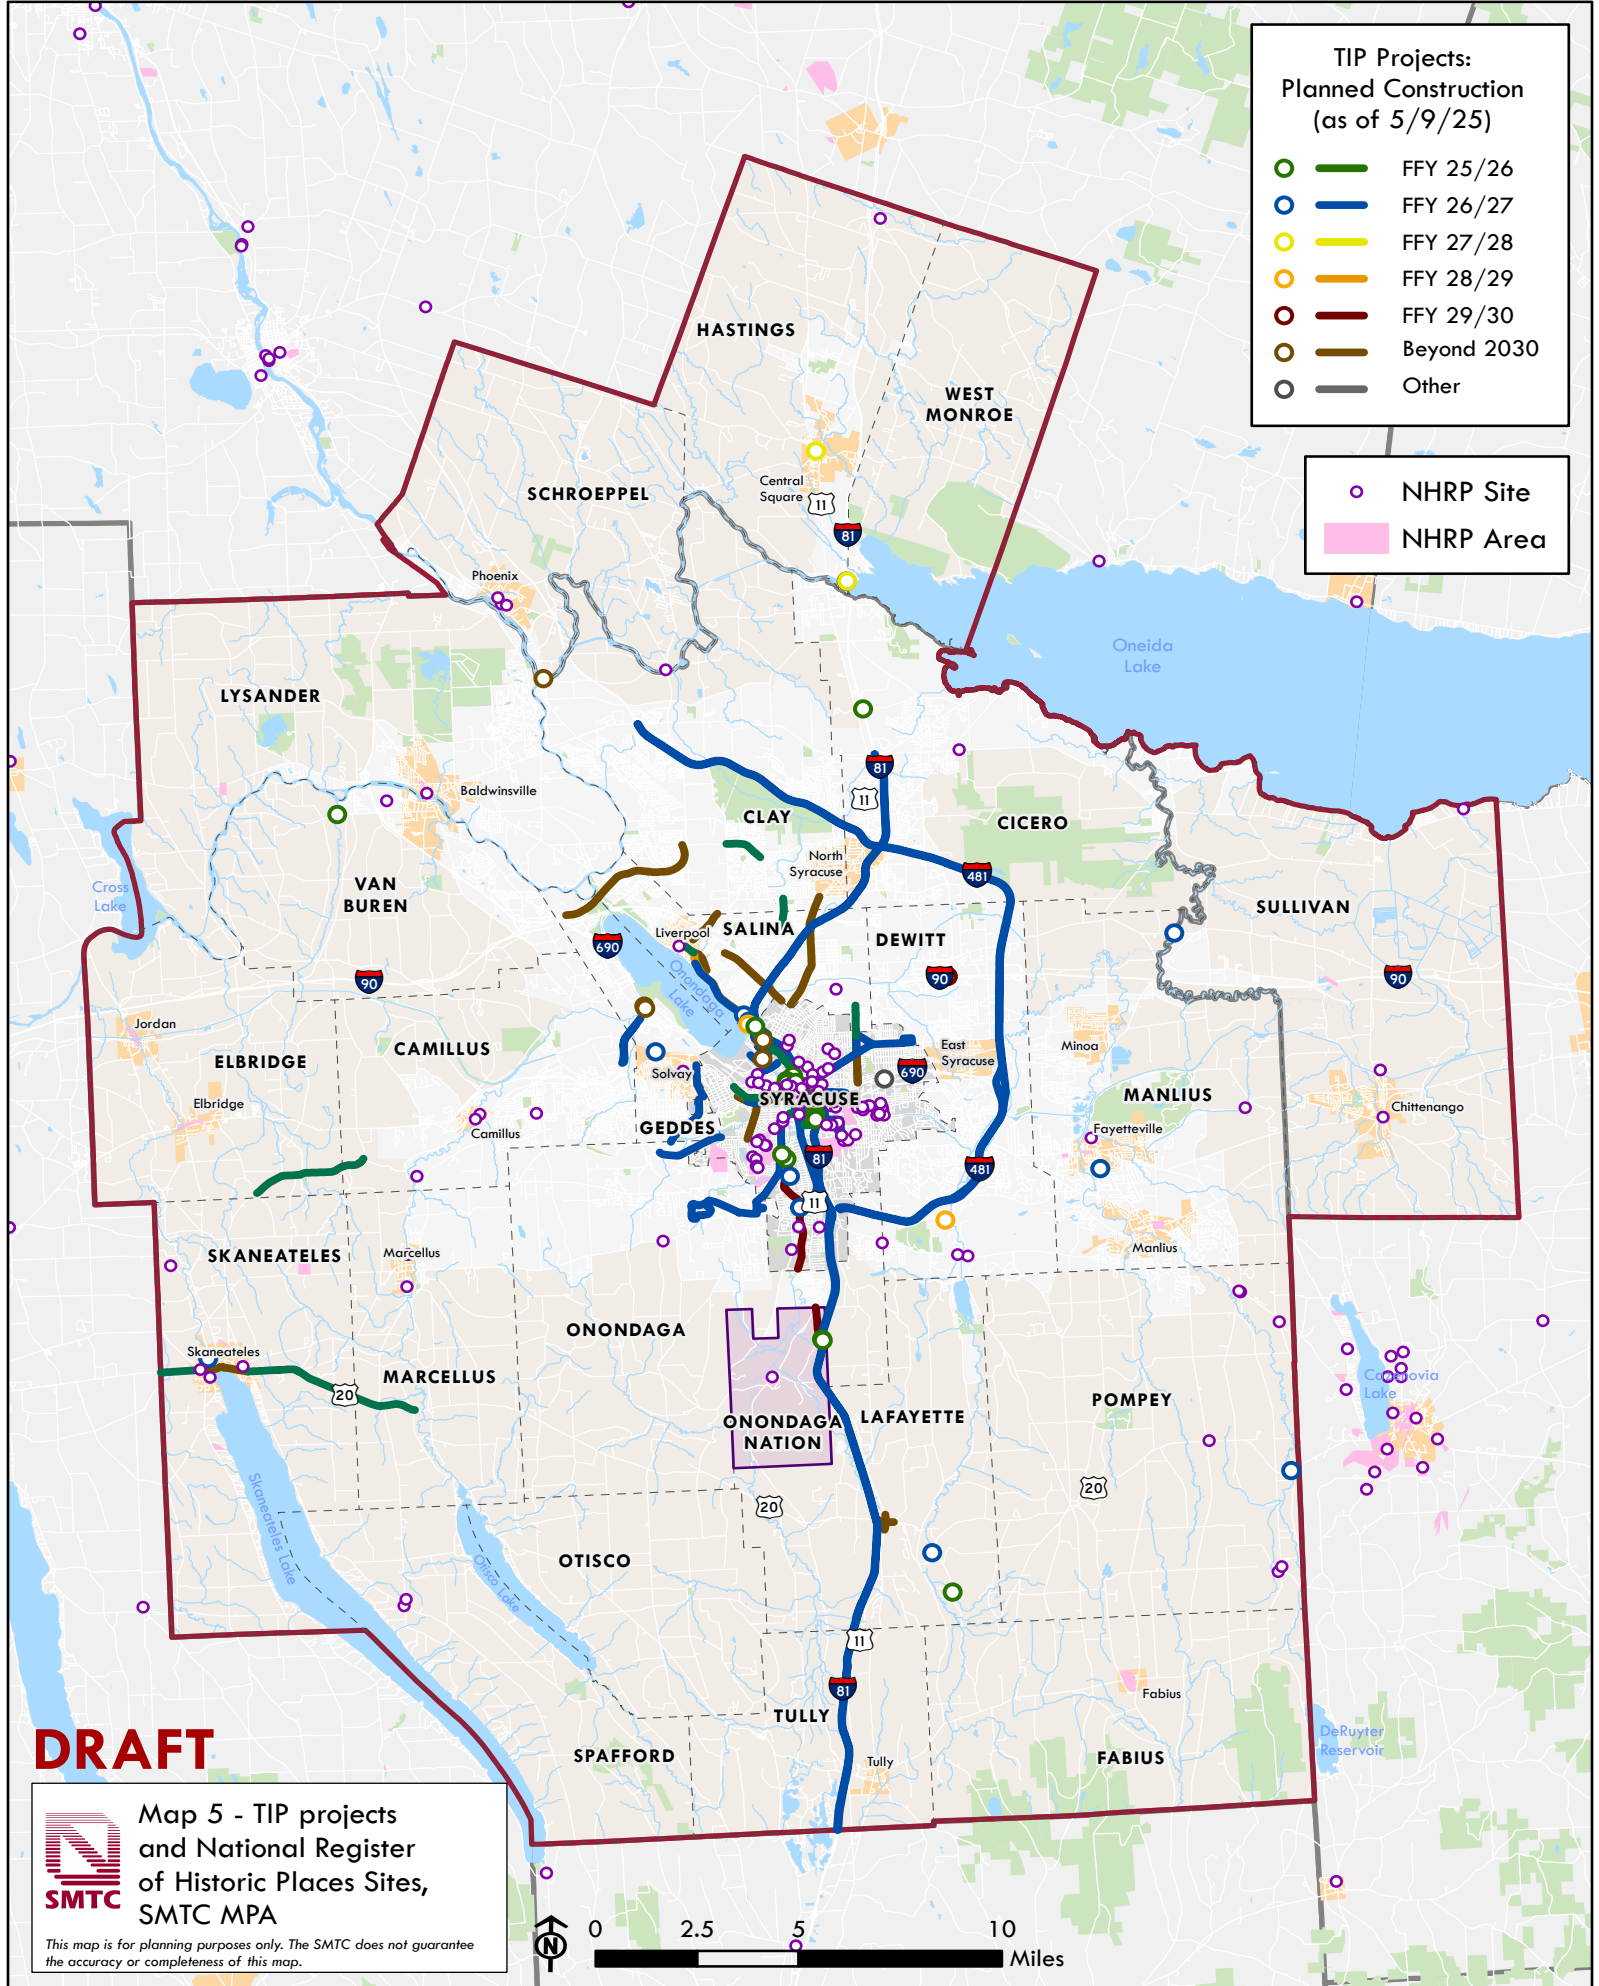 TIP Projects:
Planned Construction
(as of 5/9/25)
FFY 25/26
FFY 26/27
FFY 27/28
FFY 28/29
FFY 29/30
Beyond 2030
Other
NHRP Site
NHRP Area
HASTINGS
WEST
MONROE
Central
Square
11
81
SCHROEPPEL
Phoenix
Oneida
Lake
LYSANDER
81
11
Baldwinsville
CLAY
CICERO
North
Syracuse
481
VAN
BUREN
Cross
Lake
SULLIVAN
Liverpool
SALINA
DEWITT
690
90
90
90
Onondaga
Lake
Jordan
ELBRIDGE
CAMILLUS
East
Syracuse
Minoa
690
Solvay
SYRACUSE
MANLIUS
Chittenango
Elbridge
Camillus
GEDDES
Fayetteville
81
481
11
SKANEATELES
Marcellus
Manlius
ONONDAGA
Skaneateles
20
MARCELLUS
Cazenovia
Lake
POMPEY
ONONDAGA
NATION
LAFAYETTE
20
20
Skaneateles Lake
Otisco Lake
OTISCO
11
81
Fabius
TULLY
DeRuyter
Reservoir
SPAFFORD
Tully
FABIUS
DRAFT
SMTC
Map 5 - TIP projects
and National Register
of Historic Places Sites,
SMTC MPA
This map is for planning purposes only. The SMTC does not guarantee
the accuracy or completeness of this map.
N
0 2.5 5 10
Miles